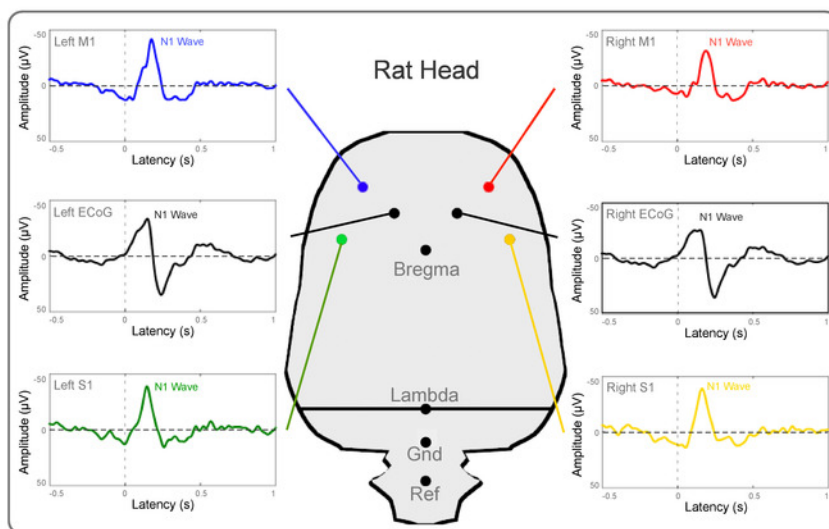 Left M1
N1 Wave
-50
0
50
Amplitude (µV)
-0.5
0
0.5
1
Latency (s)
Left ECoG
N1 Wave
-50
0
50
Amplitude (µV)
-0.5
0
0.5
1
Latency (s)
Left S1
N1 Wave
-50
0
50
Amplitude (µV)
-0.5
0
0.5
1
Latency (s)
Rat Head
Bregma
Lambda
Gnd
Ref
Right M1
N1 Wave
-50
0
50
Amplitude (µV)
-0.5
0
0.5
1
Latency (s)
Right ECoG
N1 Wave
-50
0
50
Amplitude (µV)
-0.5
0
0.5
1
Latency (s)
Right S1
N1 Wave
-50
0
50
Amplitude (µV)
-0.5
0
0.5
1
Latency (s)